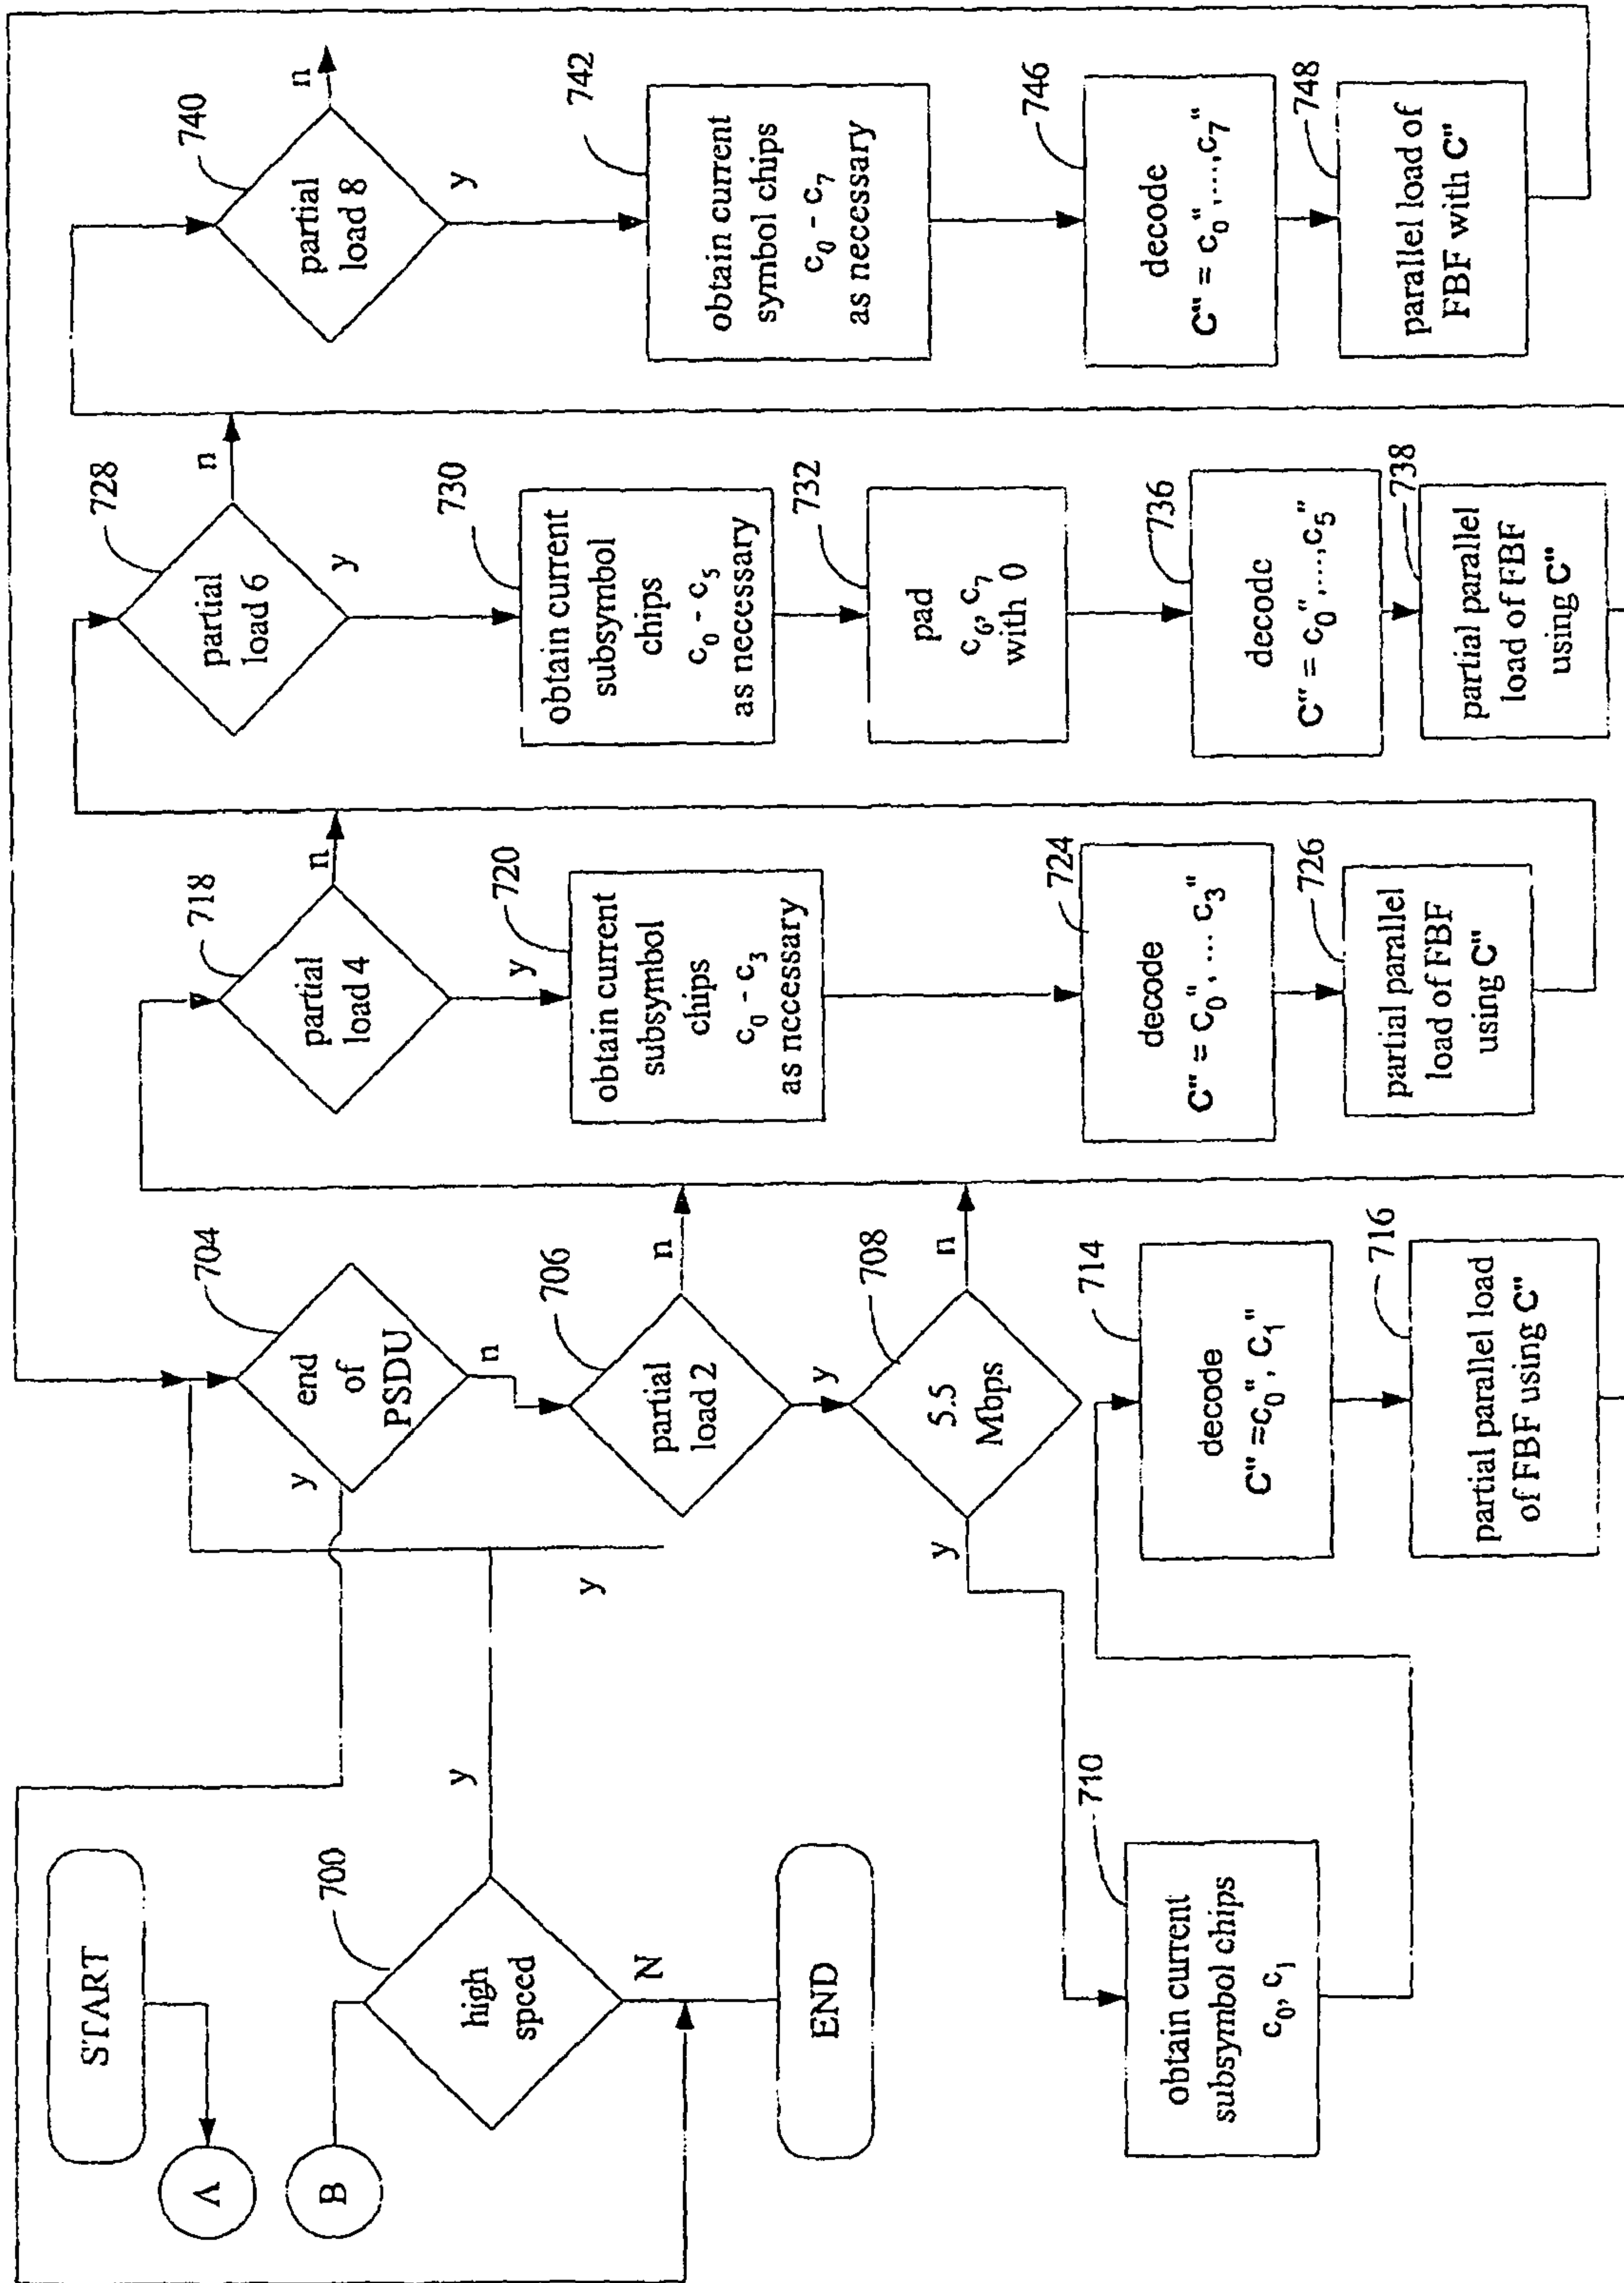 START
A
B
700
high
speed
y
N
END
704
end
of
PSDU
y
n
y
706
partial
load 2
n
y
708
5.5
Mbps
n
y
710
obtain current
subsymbol chips
c₀, c₁
714
decode
C" =c₀", c₁"
716
partial parallel load
of FBF using C"
718
partial
load 4
n
y
720
obtain current
subsymbol
chips
c₀ - c₃
as necessary
724
decode
C" = c₀", ... c₃"
726
partial parallel
load of FBF
using C"
728
partial
load 6
n
y
730
obtain current
subsymbol
chips
c₀ - c₅
as necessary
732
pad
c₆, c₇
with 0
736
decode
C" = c₀",...,c₅"
738
partial parallel
load of FBF
using C"
740
partial
load 8
n
y
742
obtain current
symbol chips
c₀ - c₇
as necessary
746
decode
C" = c₀",...,c₇"
748
parallel load of
FBF with C"